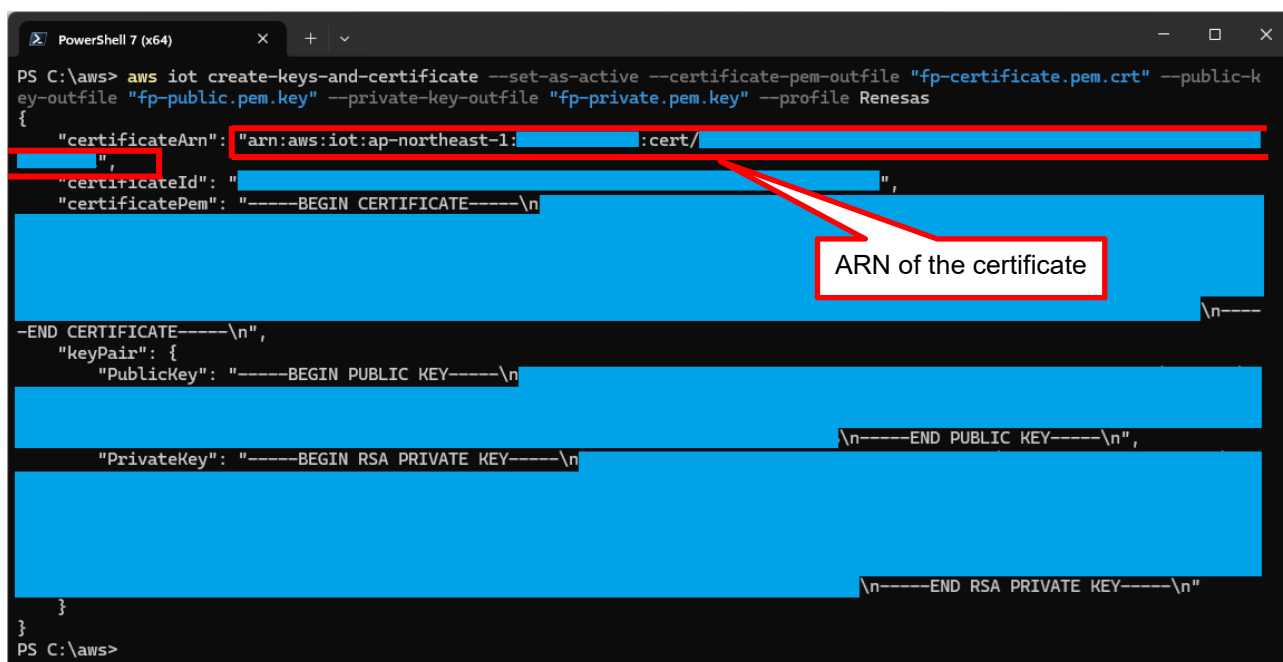 PowerShell 7 (x64)
PS C:\aws> aws iot create-keys-and-certificate --set-as-active --certificate-pem-outfile "fp-certificate.pem.crt" --public-k
ey-outfile "fp-public.pem.key" --private-key-outfile "fp-private.pem.key" --profile Renesas
{
    "certificateArn": "arn:aws:iot:ap-northeast-1: :cert/
",
    "certificateId": " ",
    "certificatePem": "-----BEGIN CERTIFICATE-----\n
ARN of the certificate
\n----
-END CERTIFICATE-----\n",
    "keyPair": {
        "PublicKey": "-----BEGIN PUBLIC KEY-----\n
\n-----END PUBLIC KEY-----\n",
        "PrivateKey": "-----BEGIN RSA PRIVATE KEY-----\n
\n-----END RSA PRIVATE KEY-----\n"
    }
}
PS C:\aws>